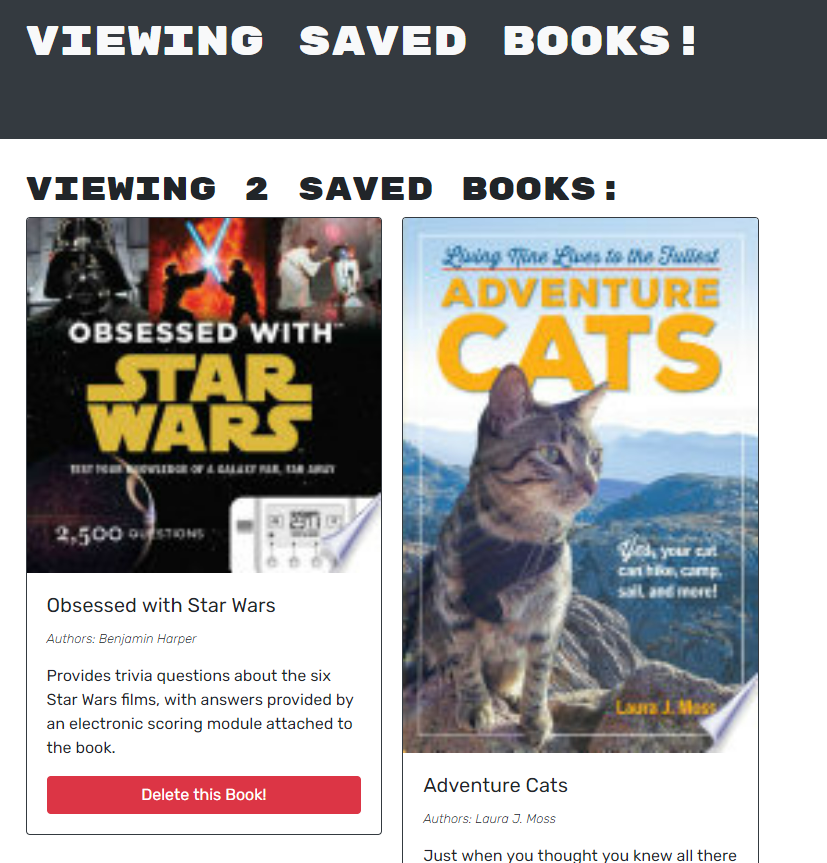 VIEWING SAVED BOOKS!
VIEWING 2 SAVED BOOKS:
OBSESSED WITH™
STAR
WARS
TEST YOUR KNOWLEDGE OF A GALAXY FAR, FAR AWAY
2,500 QUESTIONS
Obsessed with Star Wars
Authors: Benjamin Harper
Provides trivia questions about the six
Star Wars films, with answers provided by
an electronic scoring module attached to
the book.
Delete this Book!
Living Nine Lives to the Fullest
ADVENTURE
CATS
Yes, your cat
can hike, camp,
sail, and more!
Laura J. Moss
Adventure Cats
Authors: Laura J. Moss
Just when you thought you knew all there